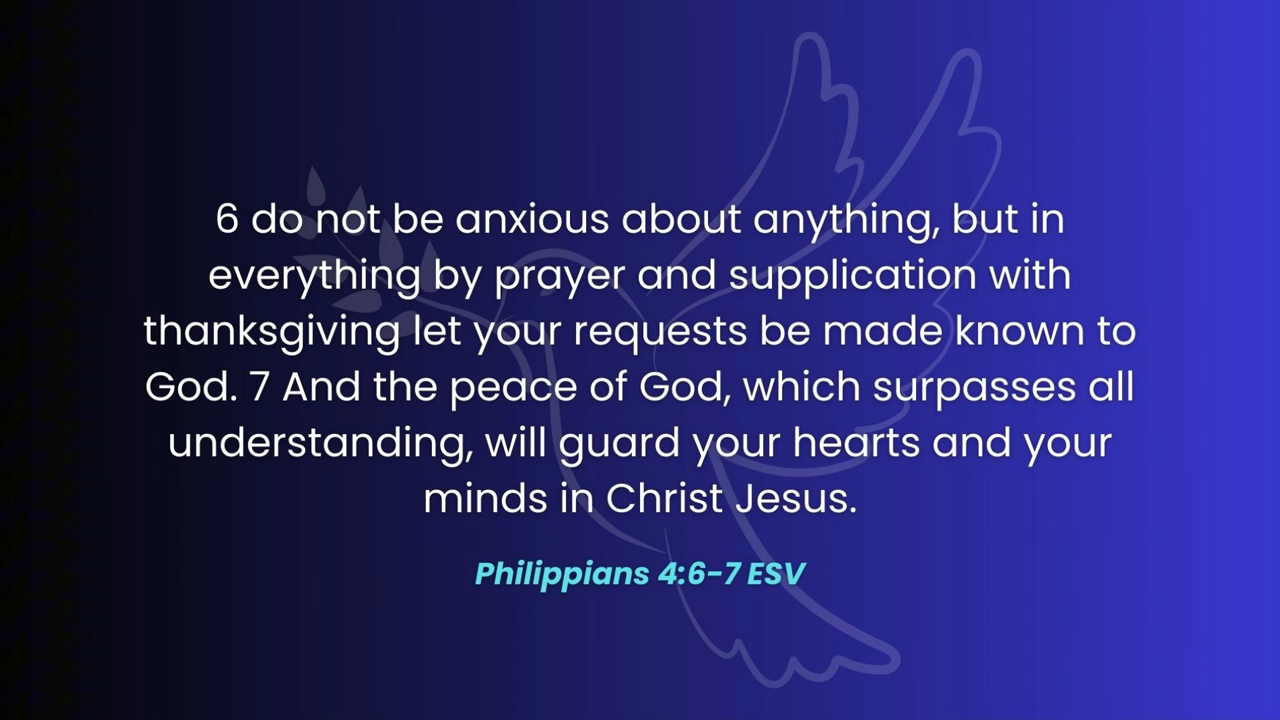 6 do not be anxious about anything, but in
everything by prayer and supplication with
thanksgiving let your requests be made known to
God. 7 And the peace of God, which surpasses all
understanding, will guard your hearts and your
minds in Christ Jesus.
Philippians 4:6-7 ESV